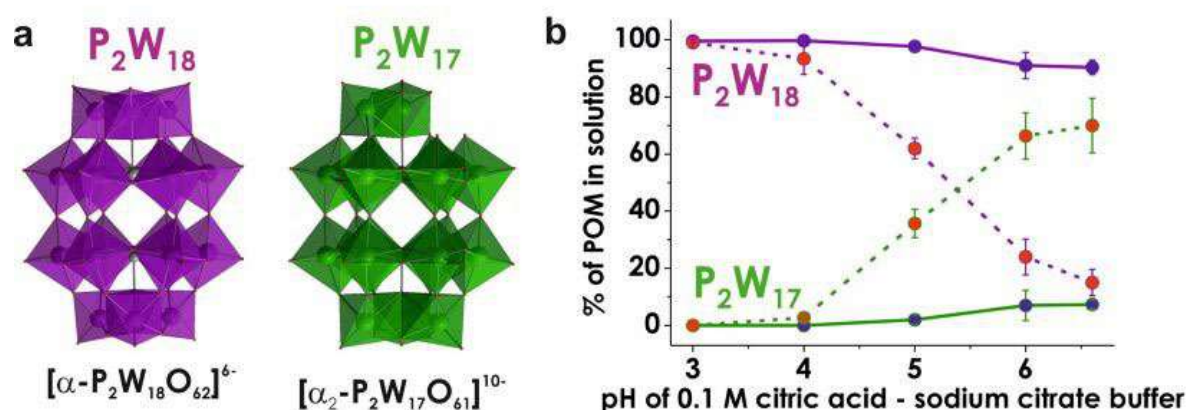 a
P₂W₁₈
P₂W₁₇
[α-P₂W₁₈O₆₂]⁶⁻
[α₂-P₂W₁₇O₆₁]¹⁰⁻
b
% of POM in solution
100
80
60
40
20
0
P₂W₁₈
P₂W₁₇
3 4 5 6
pH of 0.1 M citric acid - sodium citrate buffer